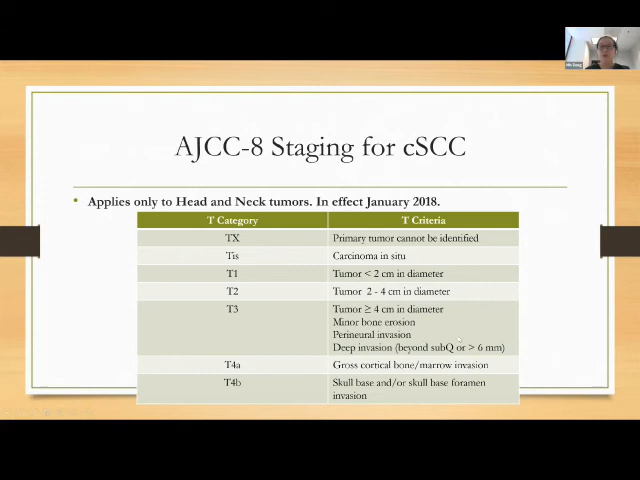 AJCC-8 Staging for cSCC
• Applies only to Head and Neck tumors. In effect January 2018.
T Category T Criteria
TX Primary tumor cannot be identified
Tis Carcinoma in situ
T1 Tumor < 2 cm in diameter
T2 Tumor 2 - 4 cm in diameter
T3 Tumor ≥ 4 cm in diameter
Minor bone erosion
Perineural invasion
Deep invasion (beyond subQ or > 6 mm)
T4a Gross cortical bone/marrow invasion
T4b Skull base and/or skull base foramen
invasion